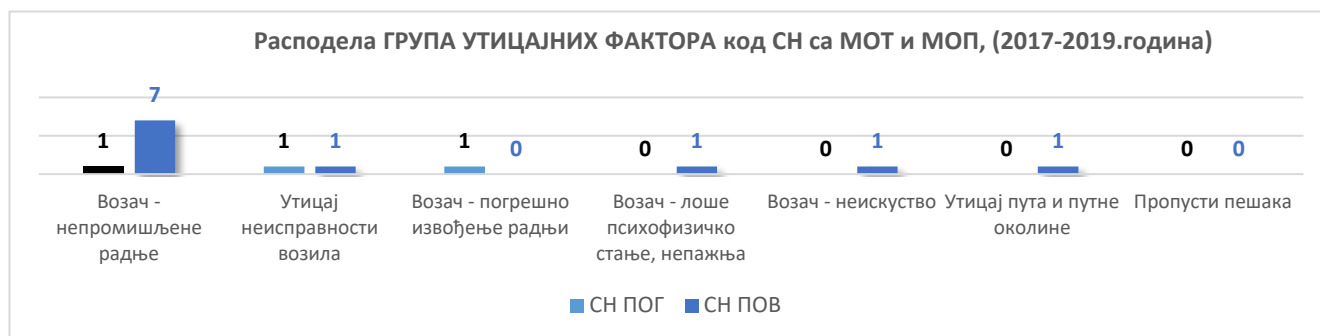 Расподела ГРУПА УТИЦАЈНИХ ФАКТОРА код СН са МОТ и МОП, (2017-2019.година)
1 7 1 1 1 0 0 1 0 1 0 1 0 0
Возач - непромишљене радње
Утицај неисправности возила
Возач - погрешно извођење радњи
Возач - лоше психофизичко стање, непажња
Возач - неискуство
Утицај пута и путне околине
Пропусти пешака
СН ПОГ СН ПОВ